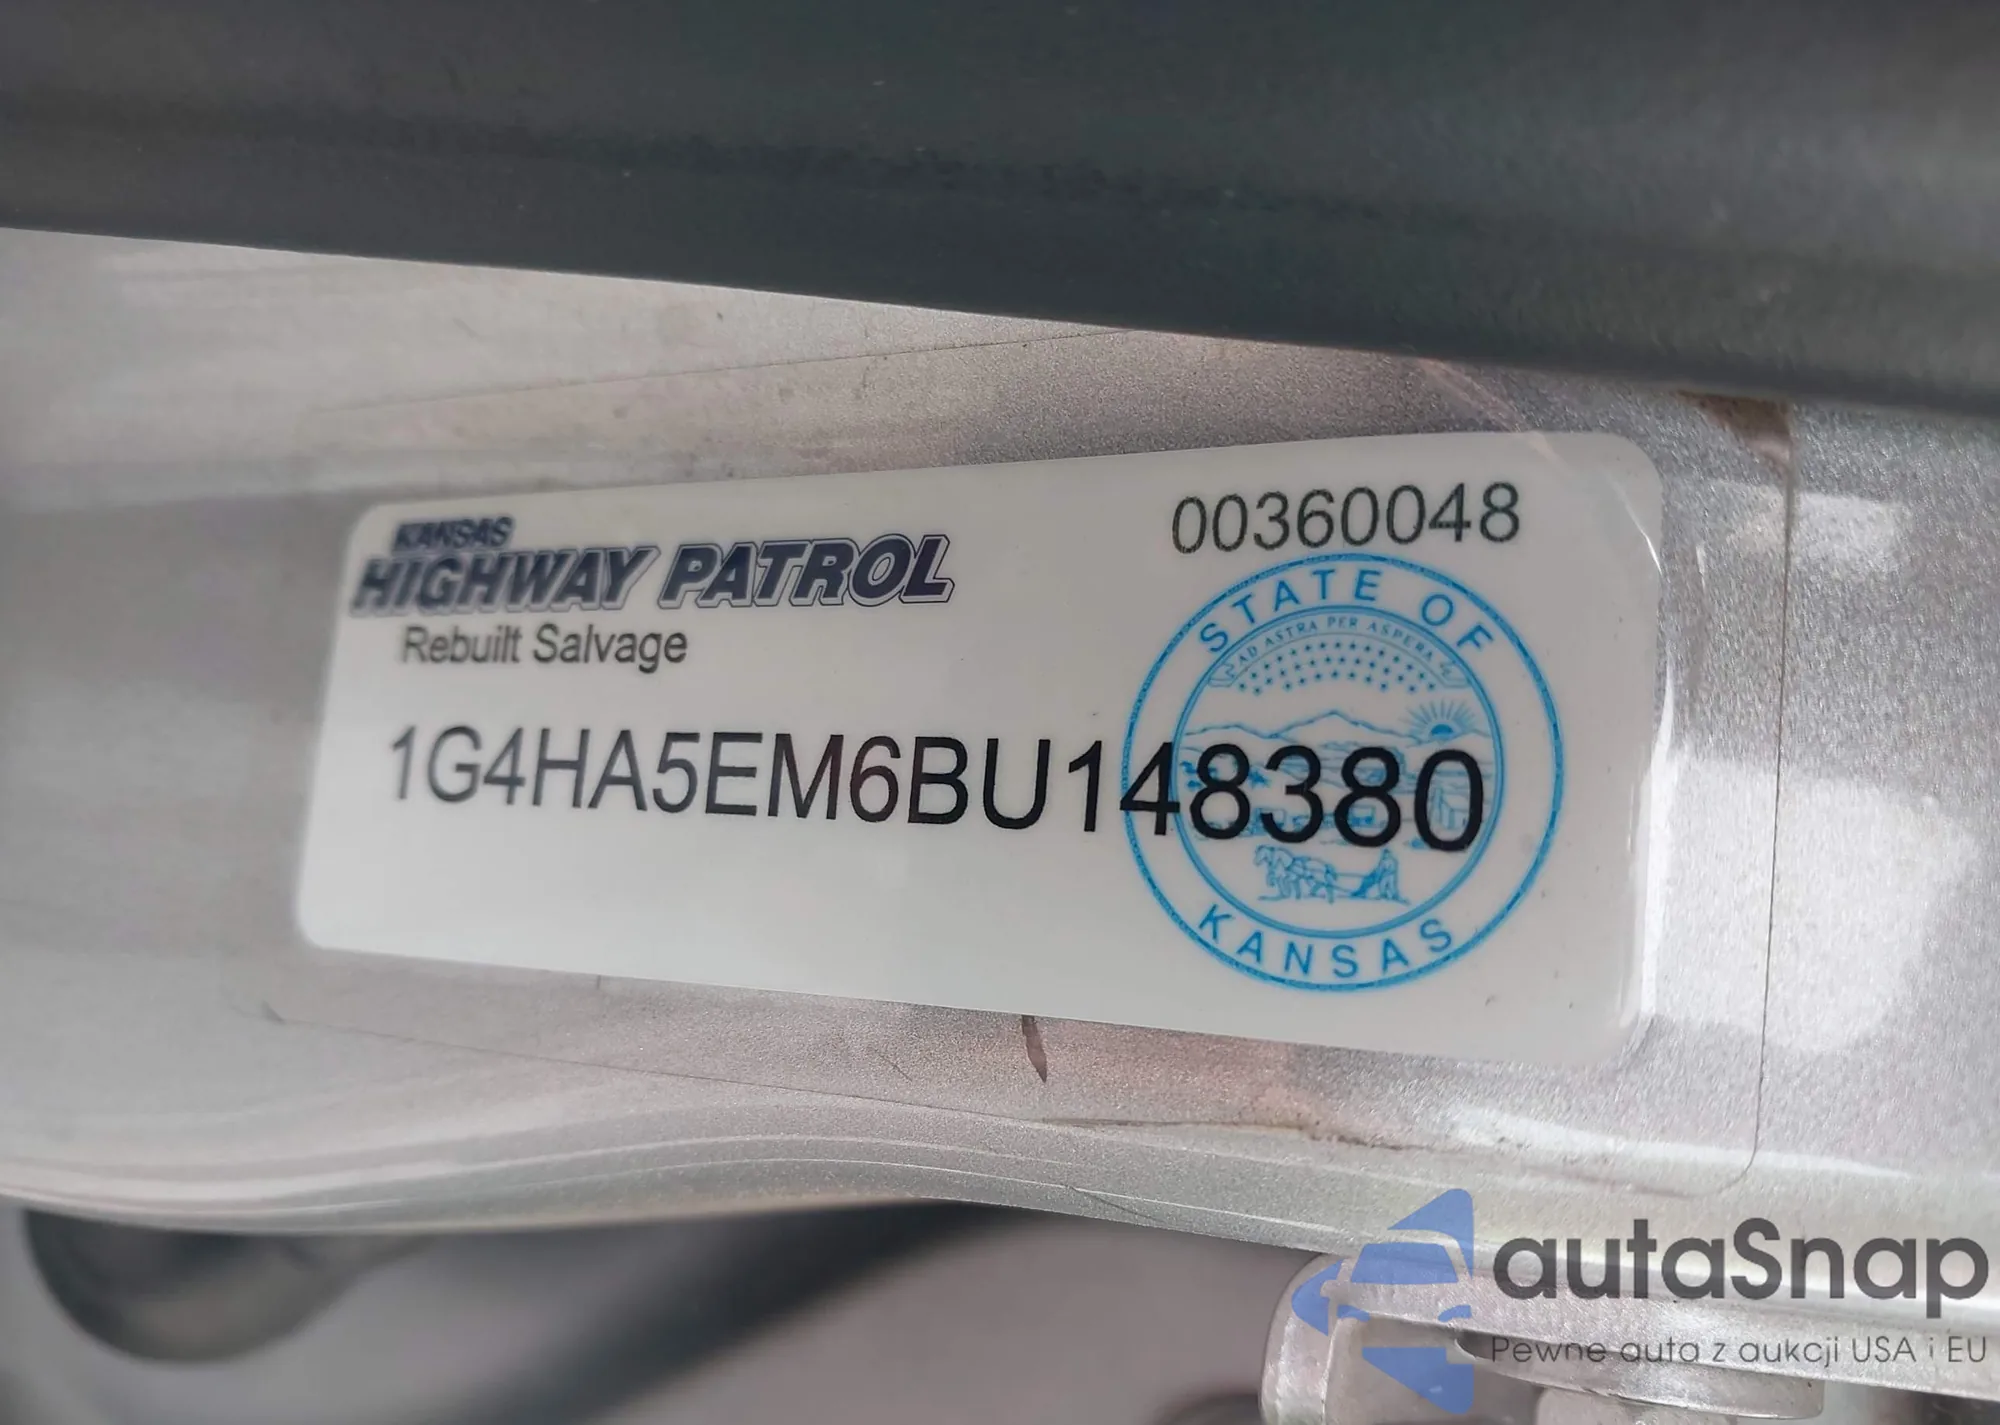 KANSAS
HIGHWAY PATROL
Rebuilt Salvage
00360048
STATE OF
AD ASTRA PER ASPERA
1G4HA5EM6BU148380
KANSAS
autaSnap
Pewne auta z aukcji USA i EU